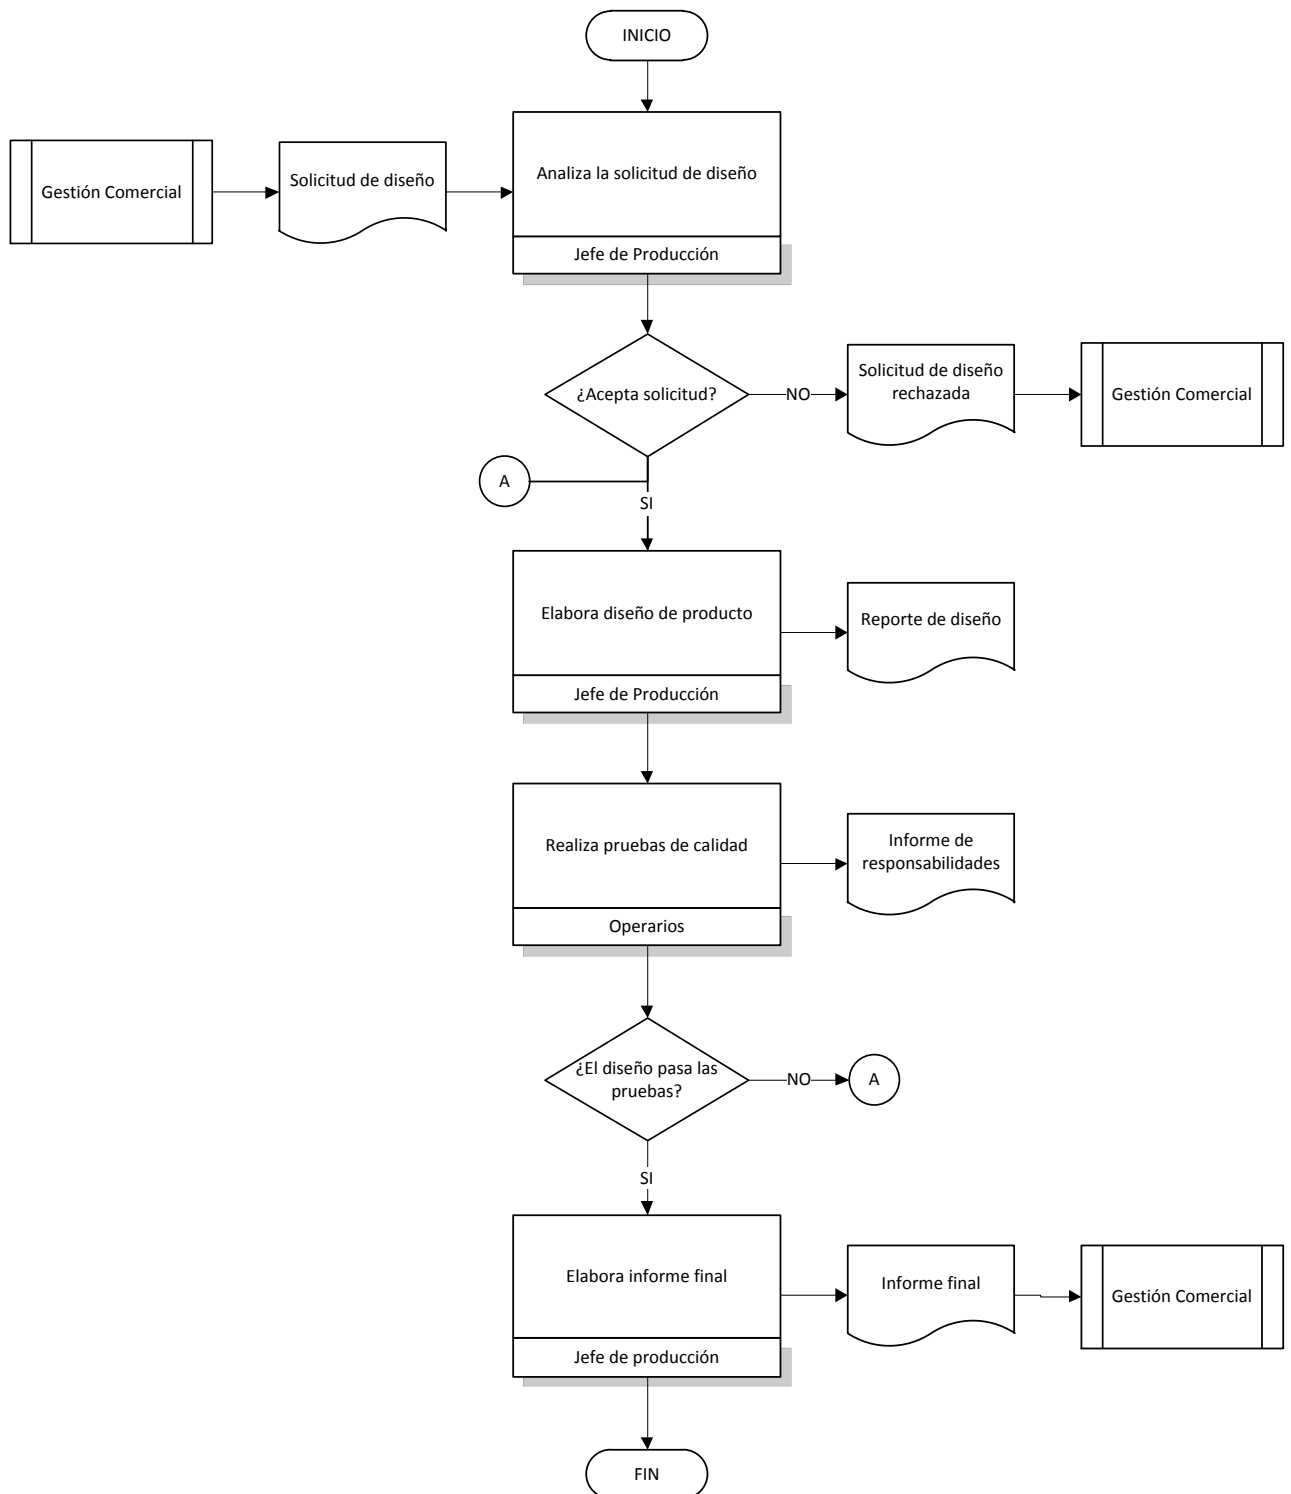 INICIO
Gestión Comercial
Solicitud de diseño
Analiza la solicitud de diseño
Jefe de Producción
¿Acepta solicitud?
NO
Solicitud de diseño
rechazada
Gestión Comercial
A
SI
Elabora diseño de producto
Jefe de Producción
Reporte de diseño
Realiza pruebas de calidad
Operarios
Informe de
responsabilidades
¿El diseño pasa las
pruebas?
NO
A
SI
Elabora informe final
Jefe de producción
Informe final
Gestión Comercial
FIN